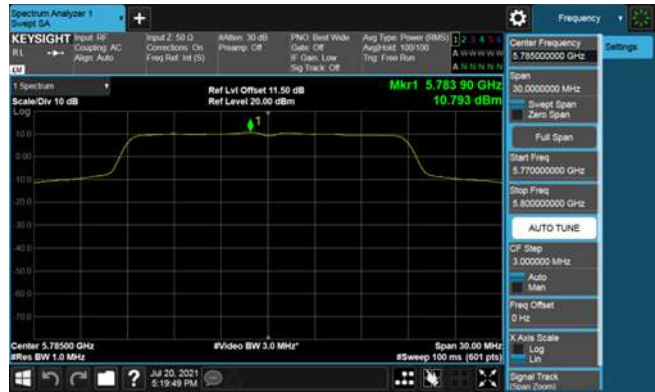 Spectrum Analyzer 1
Swept SA
+
Frequency
KEYSIGHT
RL
Input: RF
Coupling: AC
Align: Auto
Input Z: 50 Ω
Corrections: On
Freq Ref: Int (S)
#Atten: 30 dB
Preamp: Off
PNO: Best Wide
Gate: Off
IF Gain: Low
Sig Track: Off
Avg Type: Power (RMS)
Avg|Hold: 100/100
Trig: Free Run
1 2 3 4 5 6
A W W W W W
A N N N N N
LM
1 Spectrum
Scale/Div 10 dB
Ref Lvl Offset 11.50 dB
Ref Level 20.00 dBm
Mkr1 5.783 90 GHz
10.793 dBm
Log
1
10.0
0.00
-10.0
-20.0
-30.0
-40.0
-50.0
-60.0
-70.0
Center 5.78500 GHz
#Res BW 1.0 MHz
#Video BW 3.0 MHz*
Span 30.00 MHz
#Sweep 100 ms (601 pts)
Jul 20, 2021
5:19:49 PM
?
Center Frequency
5.785000000 GHz
Settings
Span
30.0000000 MHz
Swept Span
Zero Span
Full Span
Start Freq
5.770000000 GHz
Stop Freq
5.800000000 GHz
AUTO TUNE
CF Step
3.000000 MHz
Auto
Man
Freq Offset
0 Hz
X Axis Scale
Log
Lin
Signal Track
(Span Zoom)